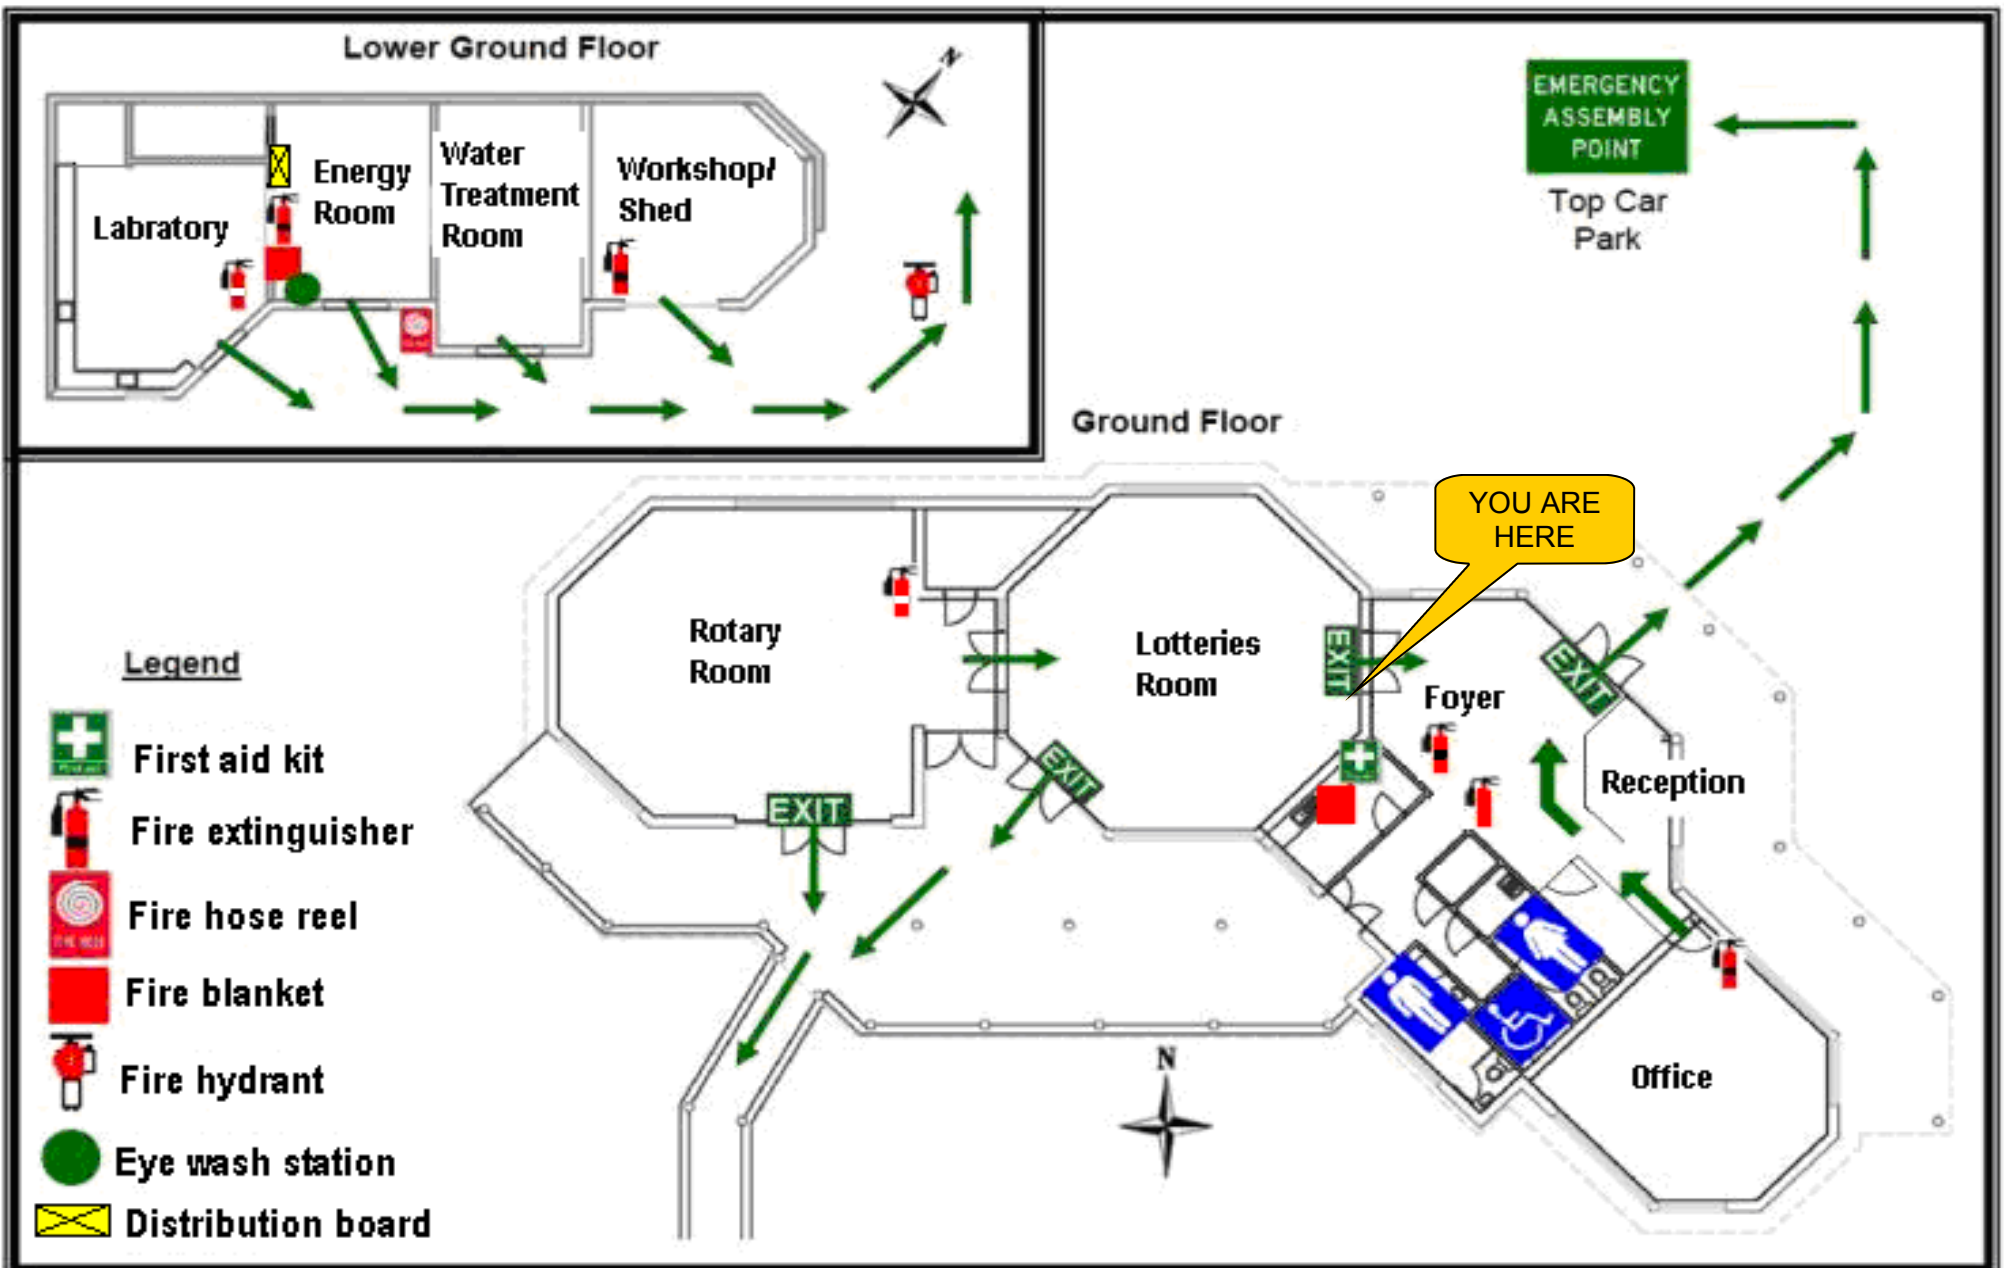 Lower Ground Floor
N
EMERGENCY
ASSEMBLY
POINT
Top Car
Park
Labratory
Energy
Room
Water
Treatment
Room
Workshop/
Shed
Ground Floor
YOU ARE
HERE
Rotary
Room
Lotteries
Room
EXIT
Foyer
EXIT
Reception
EXIT
EXIT
Office
N
Legend
First aid kit
Fire extinguisher
Fire hose reel
Fire blanket
Fire hydrant
Eye wash station
Distribution board